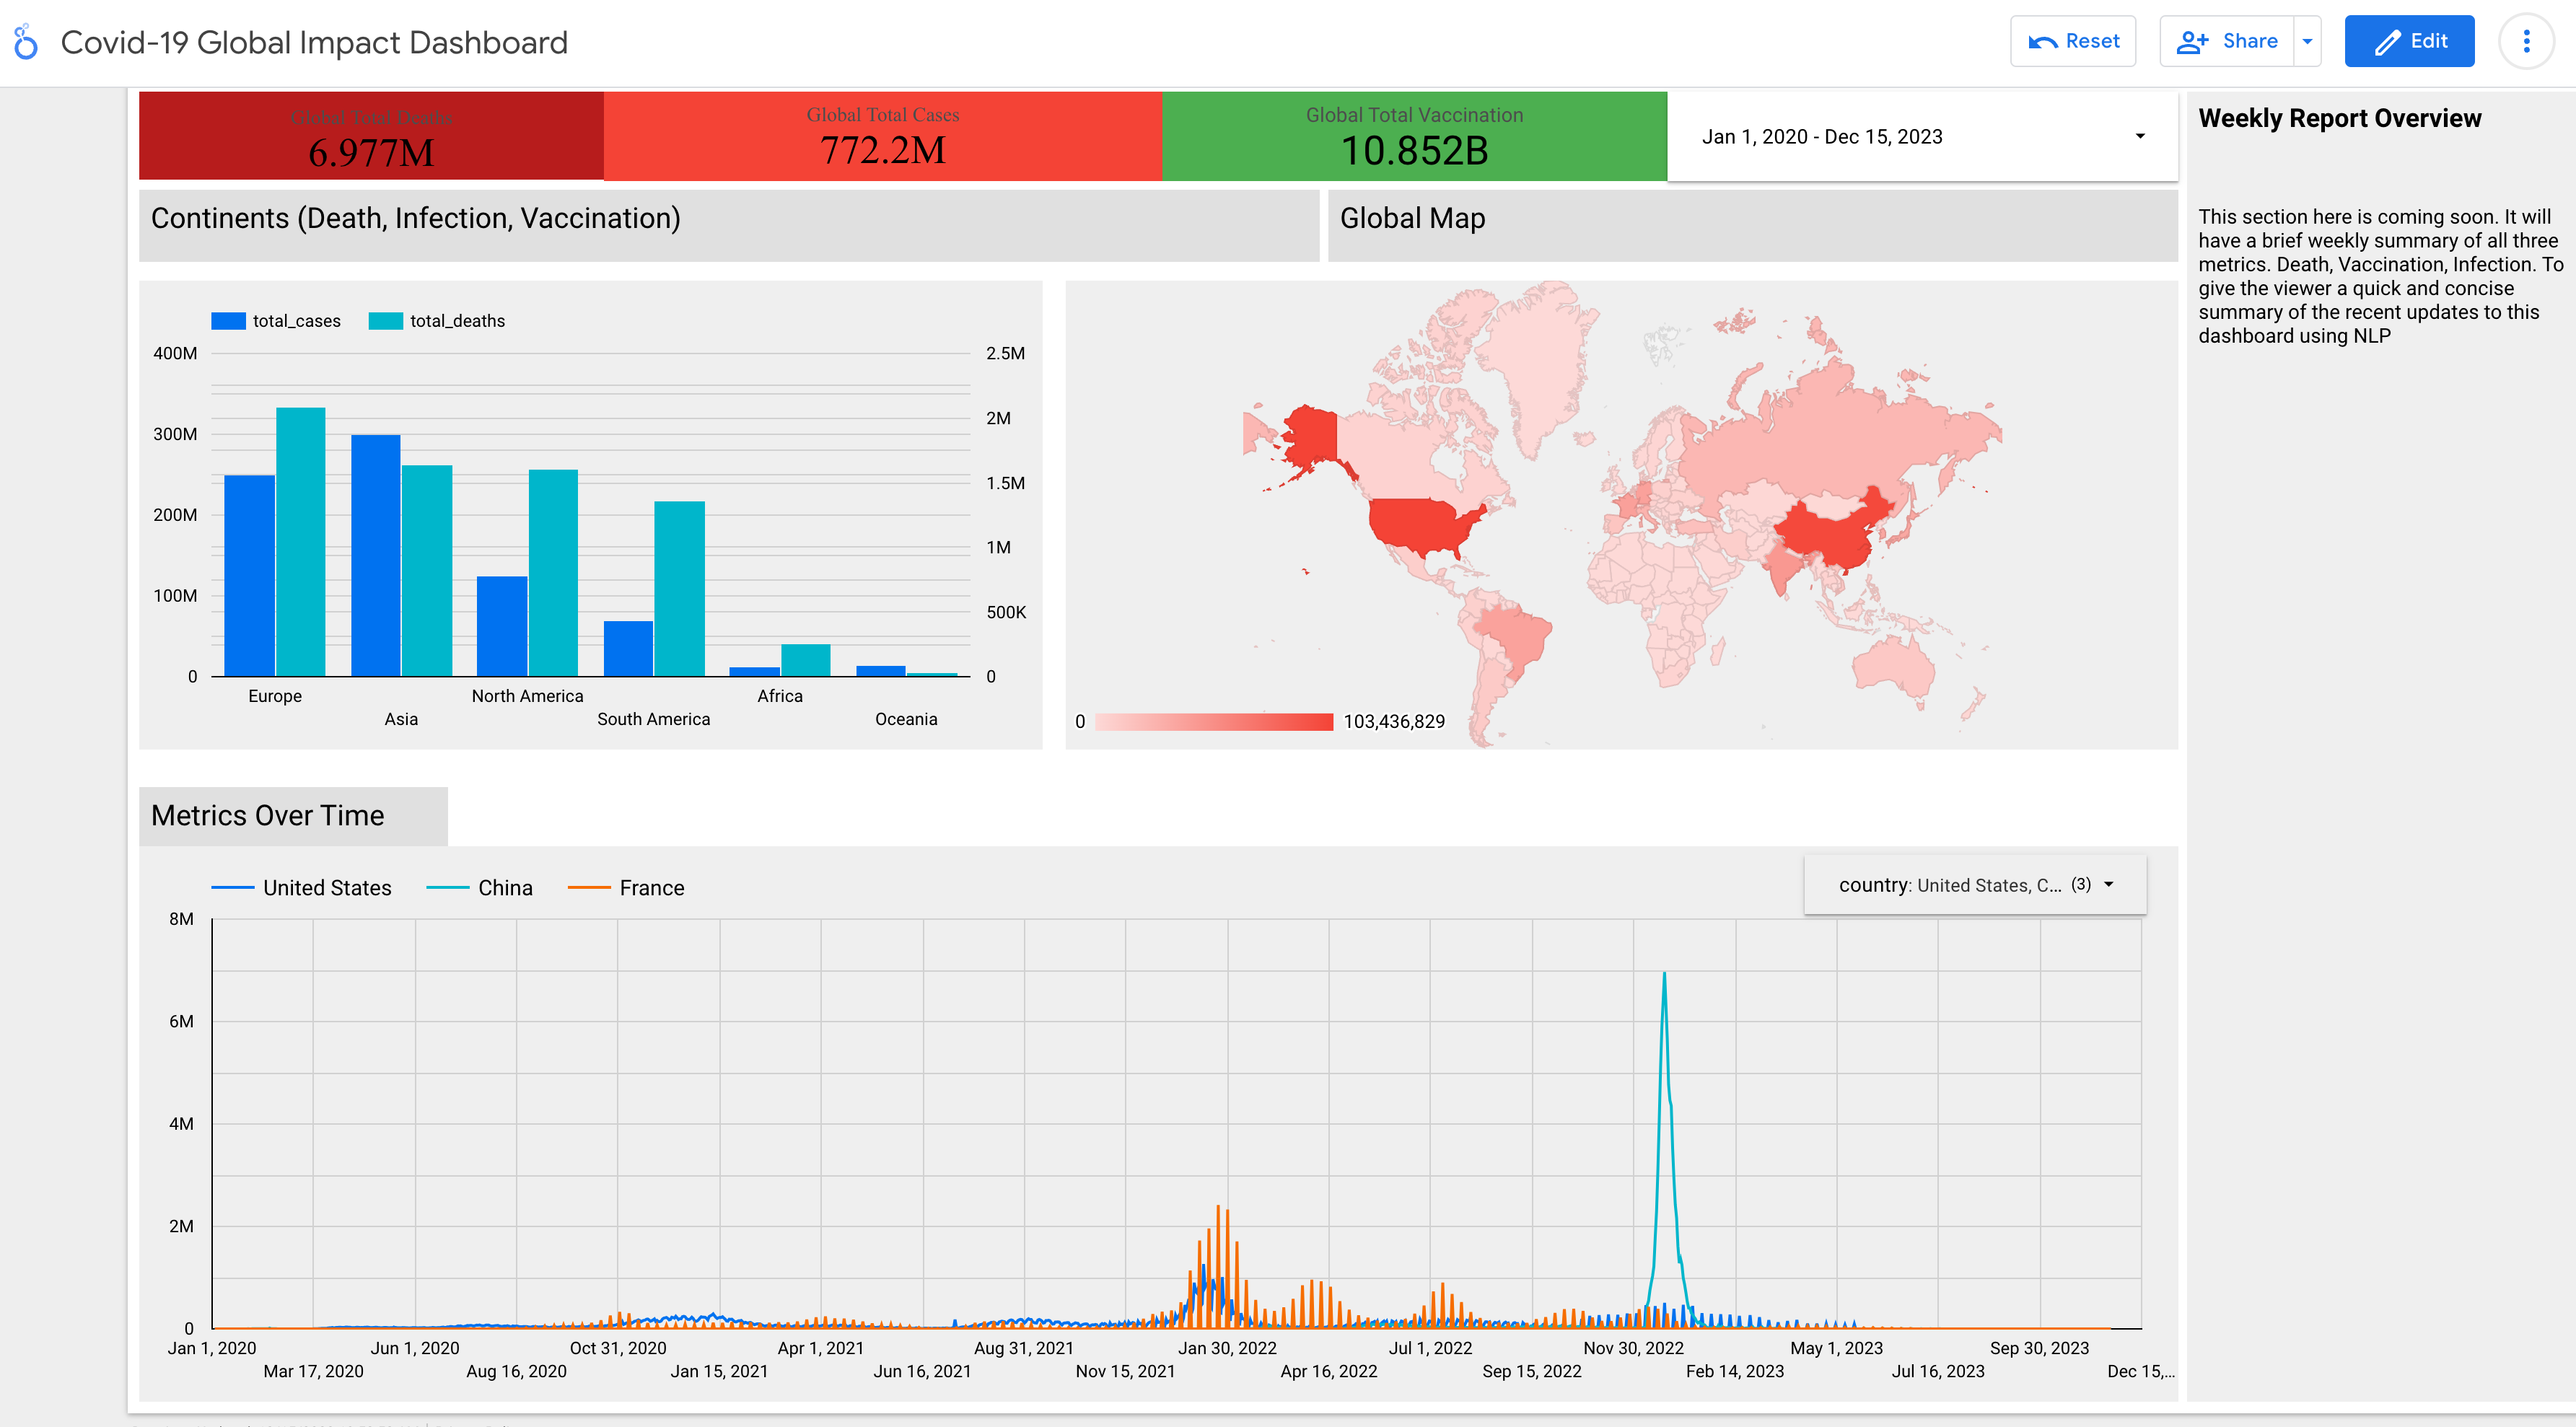 Covid-19 Global Impact Dashboard
Reset
Share
Edit
Global Total Deaths
6.977M
Global Total Cases
772.2M
Global Total Vaccination
10.852B
Jan 1, 2020 - Dec 15, 2023
Weekly Report Overview
This section here is coming soon. It will
have a brief weekly summary of all three
metrics. Death, Vaccination, Infection. To
give the viewer a quick and concise
summary of the recent updates to this
dashboard using NLP
Continents (Death, Infection, Vaccination)
Global Map
total_cases total_deaths
400M 2.5M
2M
300M
1.5M
200M
1M
100M
500K
0 0
Europe North America Africa
Asia South America Oceania
0 103,436,829
Metrics Over Time
United States China France
country: United States, C... (3)
8M
6M
4M
2M
0
Jan 1, 2020 Jun 1, 2020 Oct 31, 2020 Apr 1, 2021 Aug 31, 2021 Jan 30, 2022 Jul 1, 2022 Nov 30, 2022 May 1, 2023 Sep 30, 2023
Mar 17, 2020 Aug 16, 2020 Jan 15, 2021 Jun 16, 2021 Nov 15, 2021 Apr 16, 2022 Sep 15, 2022 Feb 14, 2023 Jul 16, 2023 Dec 15,...